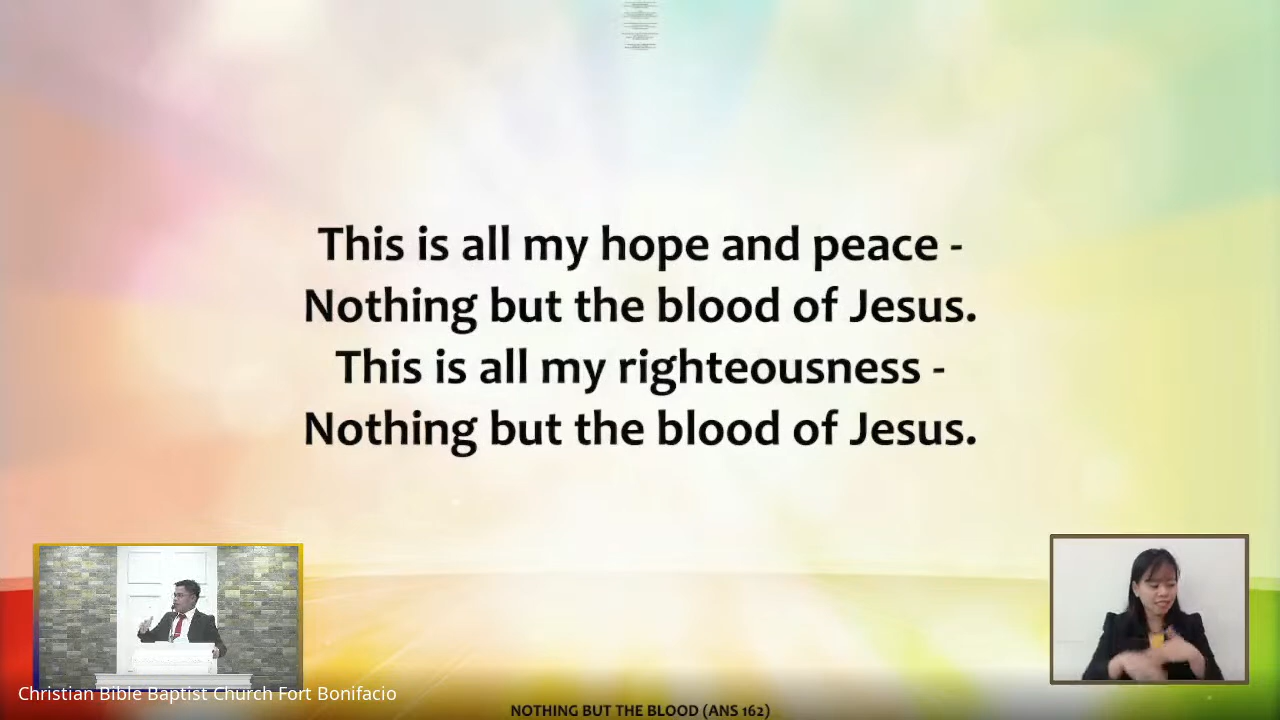 This is all my hope and peace -
Nothing but the blood of Jesus.
This is all my righteousness -
Nothing but the blood of Jesus.
Christian Bible Baptist Church Fort Bonifacio
NOTHING BUT THE BLOOD (ANS 162)